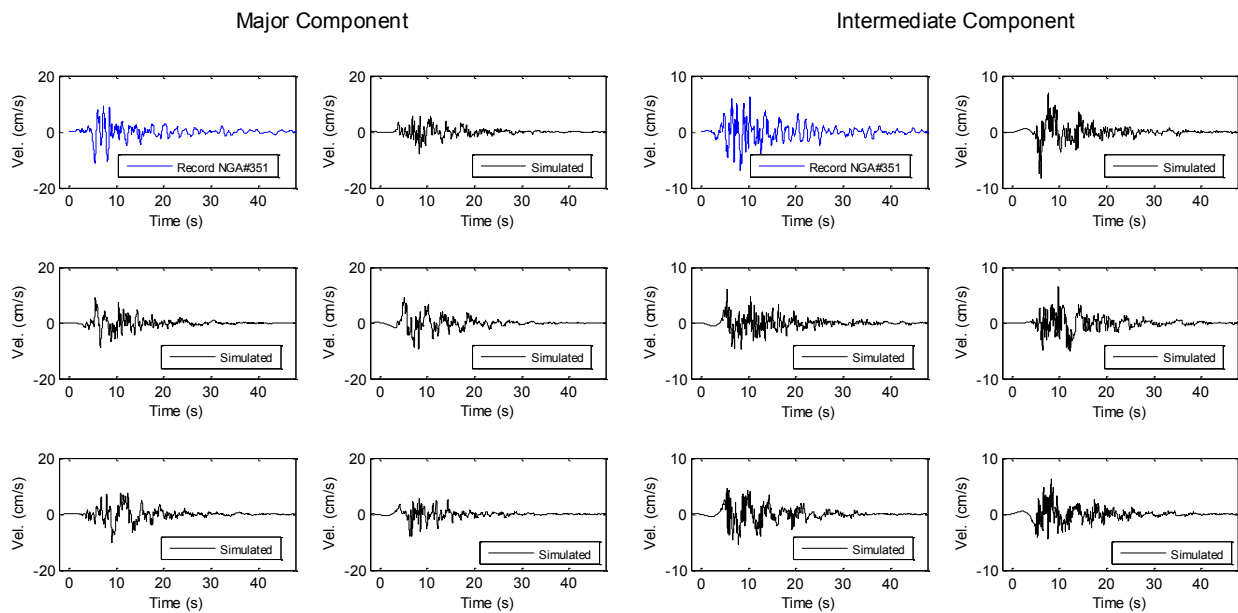 Major Component
Intermediate Component
20
0
-20
Vel. (cm/s)
Record NGA#351
0 10 20 30 40
Time (s)
20
0
-20
Vel. (cm/s)
Simulated
0 10 20 30 40
Time (s)
10
0
-10
Vel. (cm/s)
Record NGA#351
0 10 20 30 40
Time (s)
10
0
-10
Vel. (cm/s)
Simulated
0 10 20 30 40
Time (s)
20
0
-20
Vel. (cm/s)
Simulated
0 10 20 30 40
Time (s)
20
0
-20
Vel. (cm/s)
Simulated
0 10 20 30 40
Time (s)
10
0
-10
Vel. (cm/s)
Simulated
0 10 20 30 40
Time (s)
10
0
-10
Vel. (cm/s)
Simulated
0 10 20 30 40
Time (s)
20
0
-20
Vel. (cm/s)
Simulated
0 10 20 30 40
Time (s)
20
0
-20
Vel. (cm/s)
Simulated
0 10 20 30 40
Time (s)
10
0
-10
Vel. (cm/s)
Simulated
0 10 20 30 40
Time (s)
10
0
-10
Vel. (cm/s)
Simulated
0 10 20 30 40
Time (s)